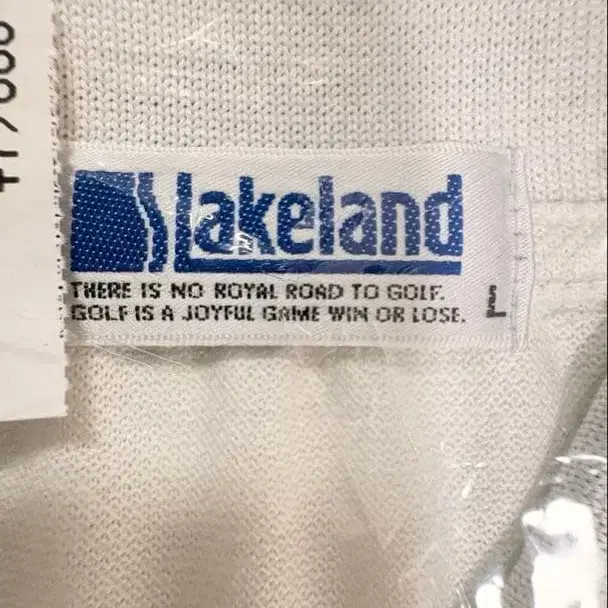 Lakeland
THERE IS NO ROYAL ROAD TO GOLF.
GOLF IS A JOYFUL GAME WIN OR LOSE.
L